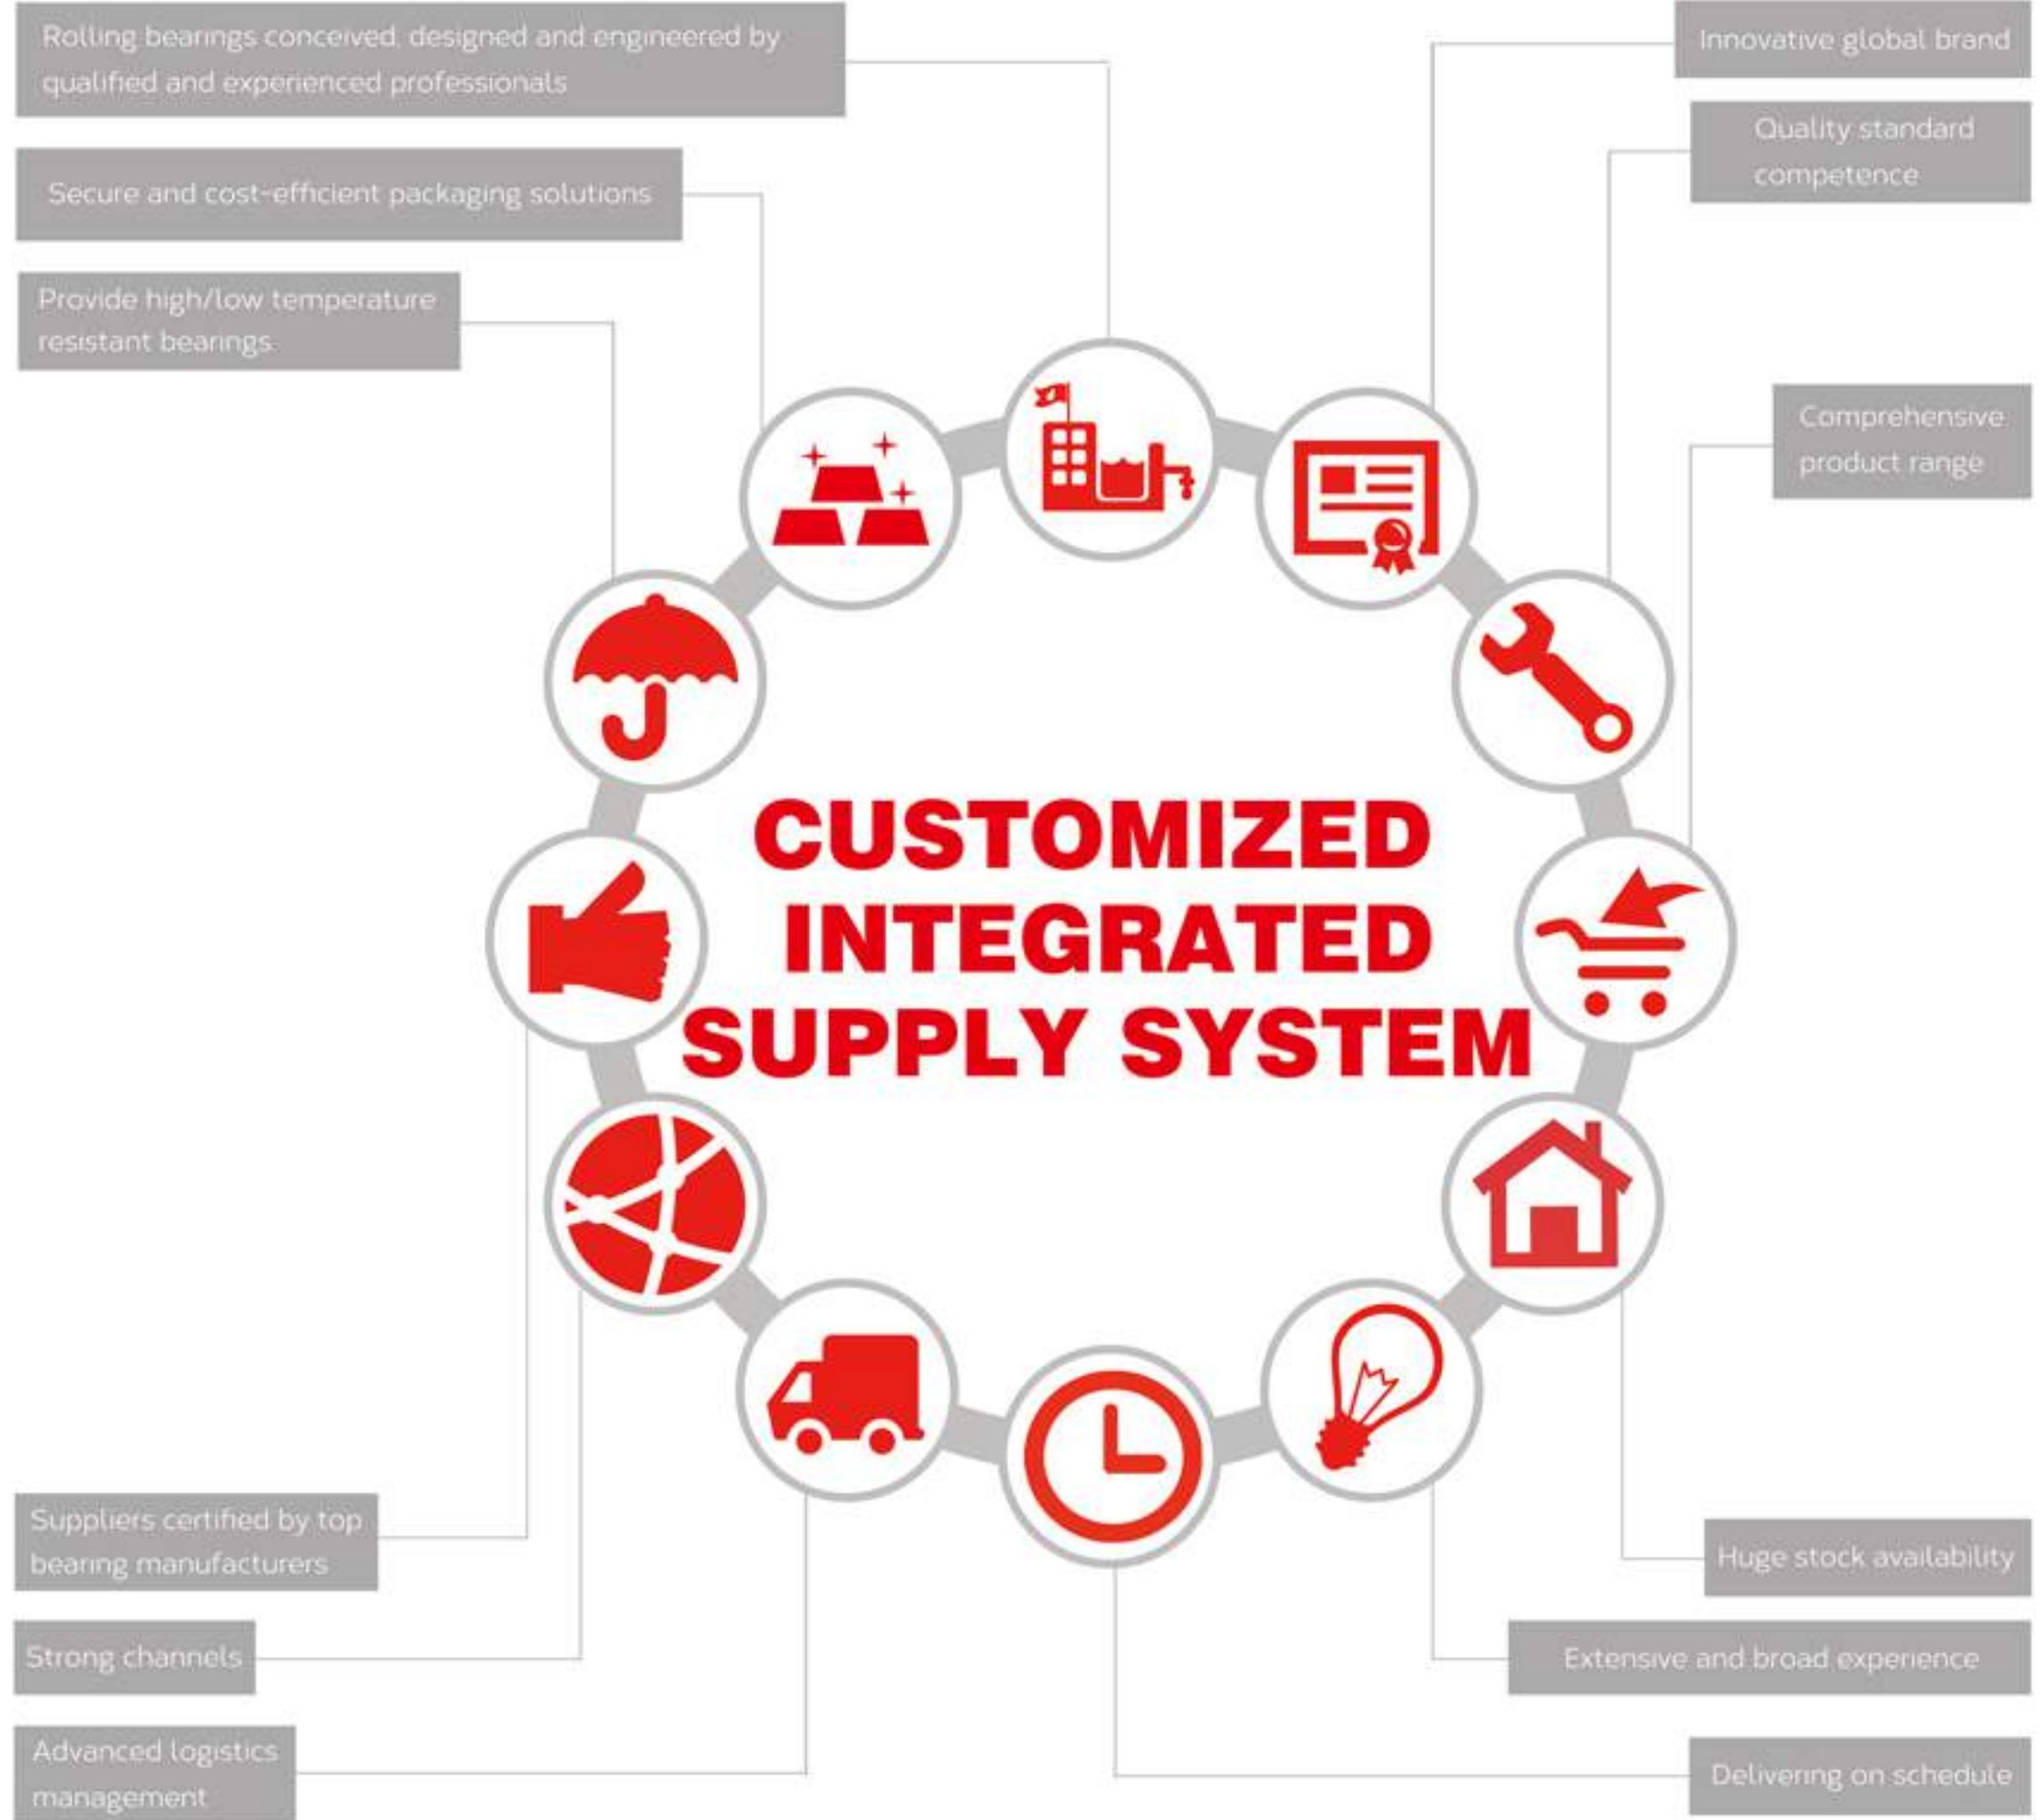 Rolling bearings conceived, designed and engineered by
qualified and experienced professionals
Innovative global brand
Secure and cost-efficient packaging solutions
Quality standard
competence
Provide high/low temperature
resistant bearings
Comprehensive
product range
CUSTOMIZED
INTEGRATED
SUPPLY SYSTEM
Suppliers certified by top
bearing manufacturers
Huge stock availability
Strong channels
Extensive and broad experience
Advanced logistics
management
Delivering on schedule